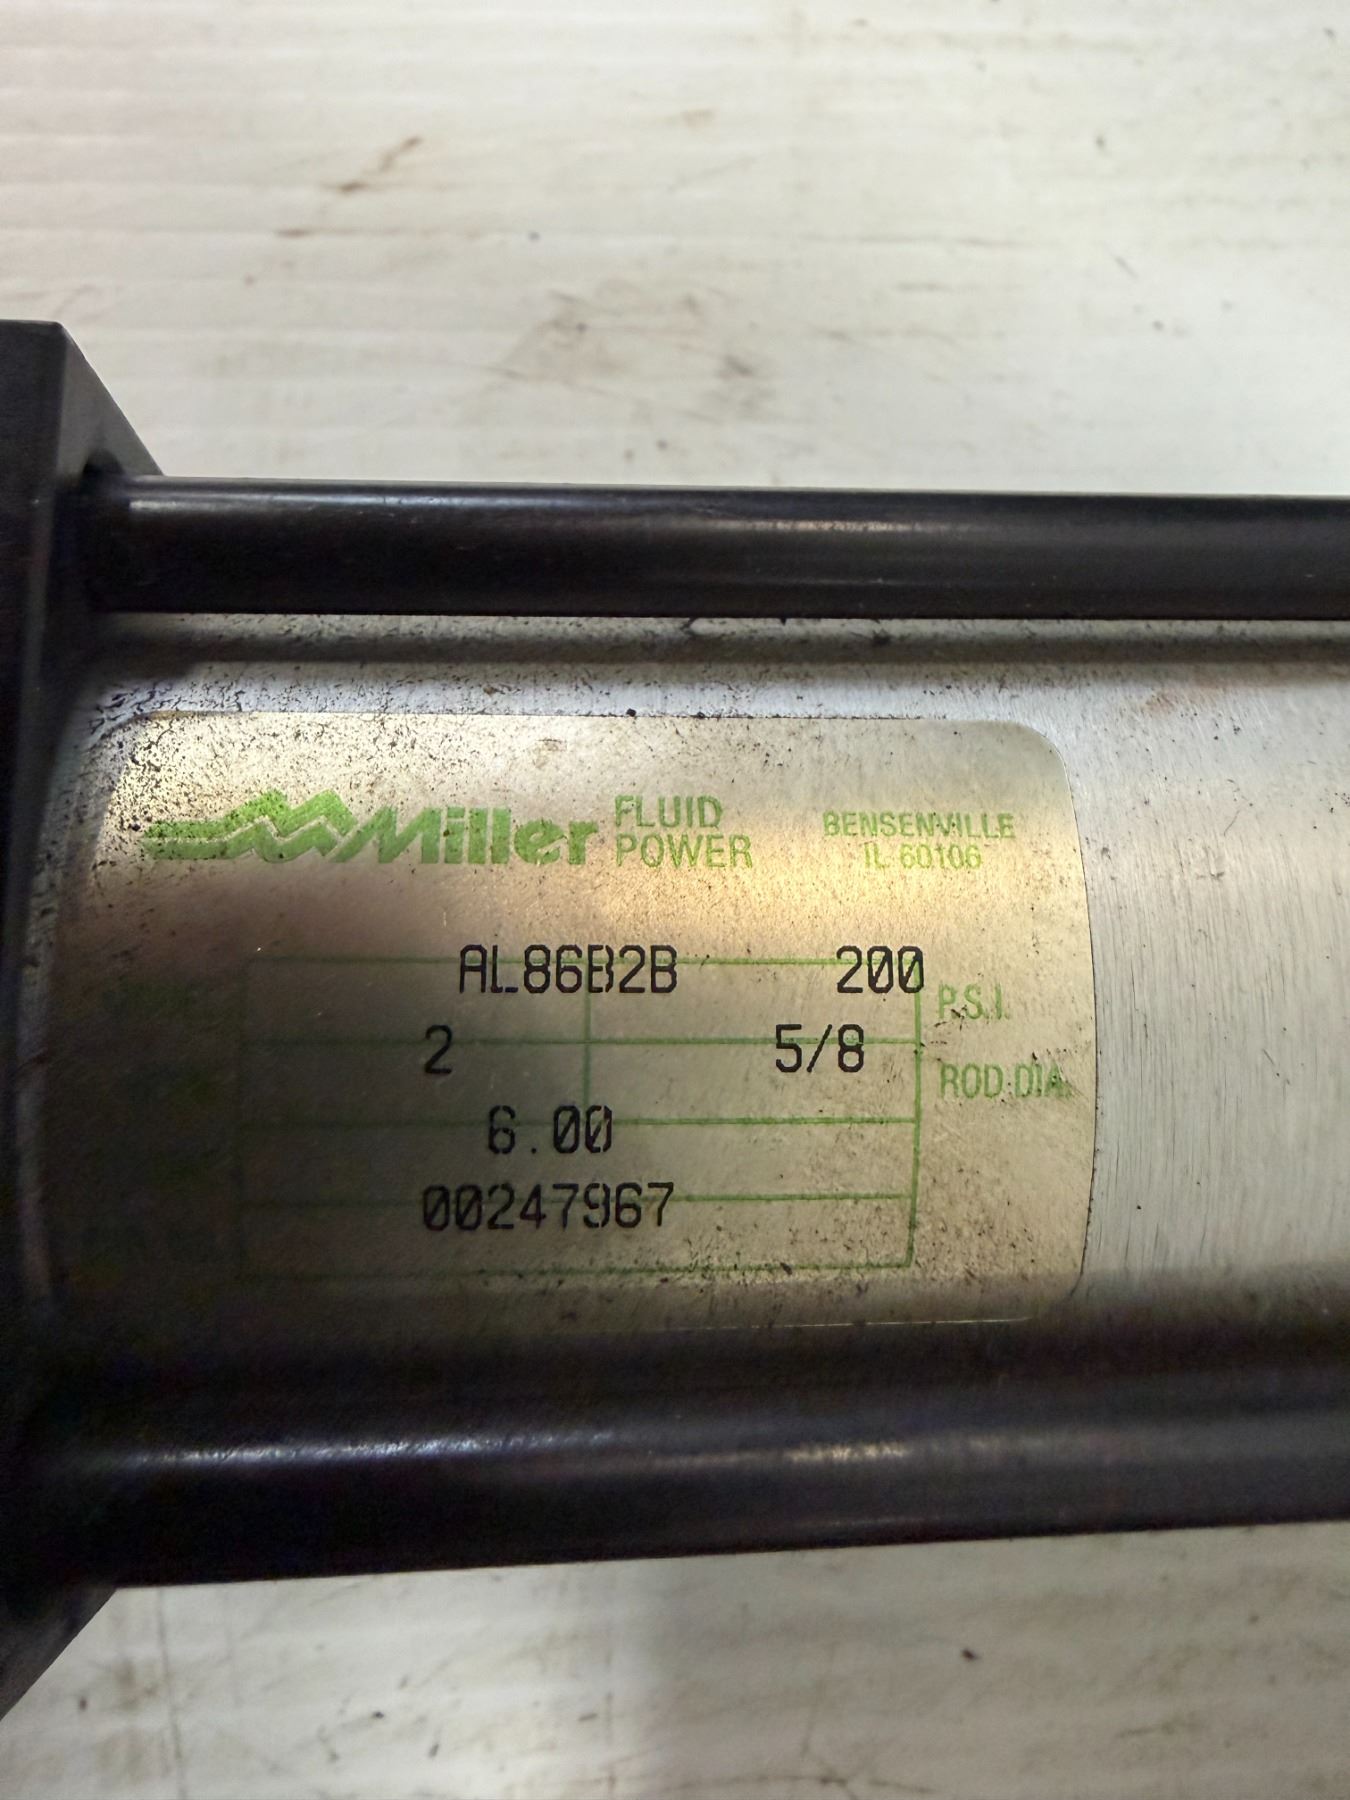 Miller FLUID POWER BENSENVILLE IL 60106
AL86B2B 200 P.S.I.
2 5/8 ROD DIA.
6.00
00247967